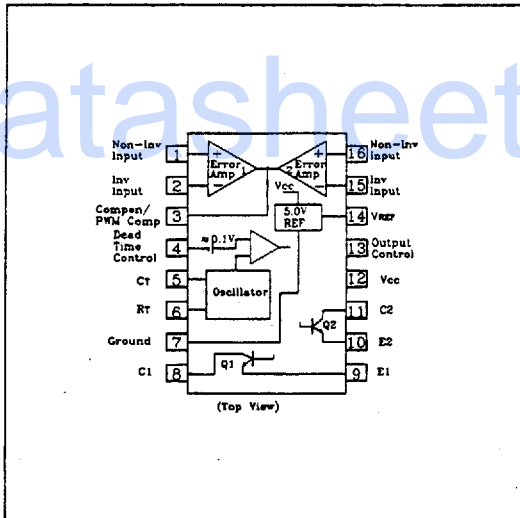 atasheet
Non-Inv Input 1 + Error Amp 1
2 Error Amp + 16 Non-Inv Input
Inv Input 2 −
− 15 Inv Input
Compen/ PWM Comp 3
Vcc
5.0V REF 14 VREF
Dead Time Control 4 ≈0.1V
13 Output Control
CT 5 Oscillator
12 Vcc
RT 6
11 C2
Q2
Ground 7
10 E2
C1 8 Q1
9 E1
(Top View)